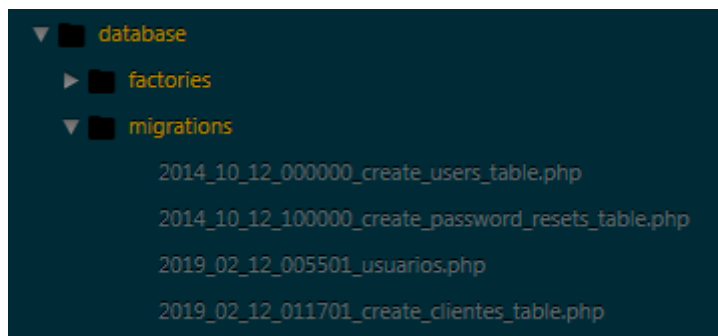 database
factories
migrations
2014_10_12_000000_create_users_table.php
2014_10_12_100000_create_password_resets_table.php
2019_02_12_005501_usuarios.php
2019_02_12_011701_create_clientes_table.php